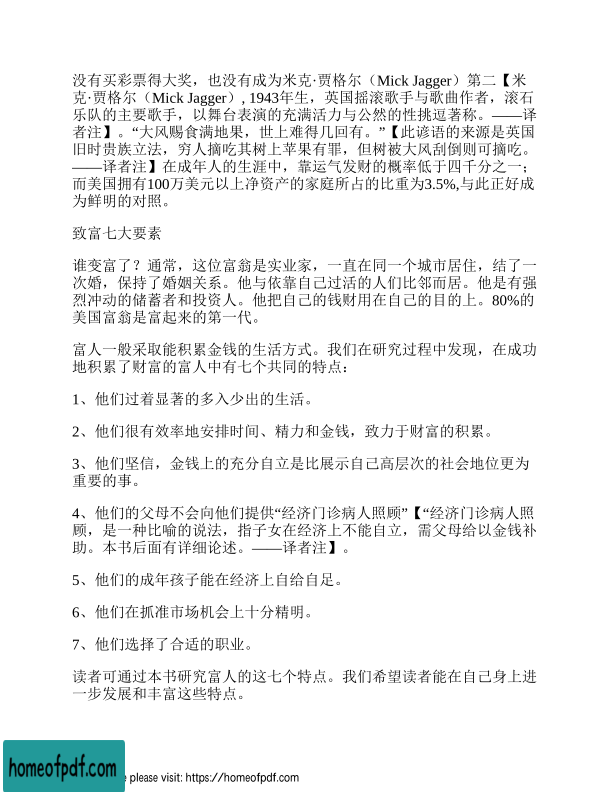 没有买彩票得大奖，也没有成为米克·贾格尔（Mick Jagger）第二【米
克·贾格尔（Mick Jagger）, 1943年生，英国摇滚歌手与歌曲作者，滚石
乐队的主要歌手，以舞台表演的充满活力与公然的性挑逗著称。——译
者注】。“大风赐食满地果，世上难得几回有。”【此谚语的来源是英国
旧时贵族立法，穷人摘吃其树上苹果有罪，但树被大风刮倒则可摘吃。
——译者注】在成年人的生涯中，靠运气发财的概率低于四千分之一；
而美国拥有100万美元以上净资产的家庭所占的比重为3.5%,与此正好成
为鲜明的对照。
致富七大要素
谁变富了？通常，这位富翁是实业家，一直在同一个城市居住，结了一
次婚，保持了婚姻关系。他与依靠自己过活的人们比邻而居。他是有强
烈冲动的储蓄者和投资人。他把自己的钱财用在自己的目的上。80%的
美国富翁是富起来的第一代。
富人一般采取能积累金钱的生活方式。我们在研究过程中发现，在成功
地积累了财富的富人中有七个共同的特点：
1、他们过着显著的多入少出的生活。
2、他们很有效率地安排时间、精力和金钱，致力于财富的积累。
3、他们坚信，金钱上的充分自立是比展示自己高层次的社会地位更为
重要的事。
4、他们的父母不会向他们提供“经济门诊病人照顾”【“经济门诊病人照
顾，是一种比喻的说法，指子女在经济上不能自立，需父母给以金钱补
助。本书后面有详细论述。——译者注】。
5、他们的成年孩子能在经济上自给自足。
6、他们在抓准市场机会上十分精明。
7、他们选择了合适的职业。
读者可通过本书研究富人的这七个特点。我们希望读者能在自己身上进
一步发展和丰富这些特点。
homeofpdf.com
please visit: https://homeofpdf.com